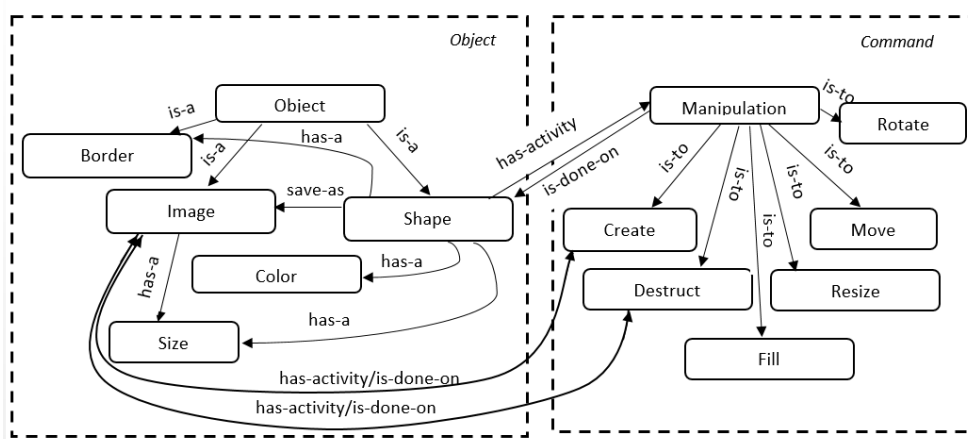 Object
Command
Object
Manipulation
Rotate
Border
Image
Shape
Create
Move
Color
Destruct
Resize
Size
Fill
is-a
is-a
is-a
has-a
save-as
has-a
has-a
has-a
has-activity
is-done-on
is-to
is-to
is-to
is-to
is-to
is-to
has-activity/is-done-on
has-activity/is-done-on